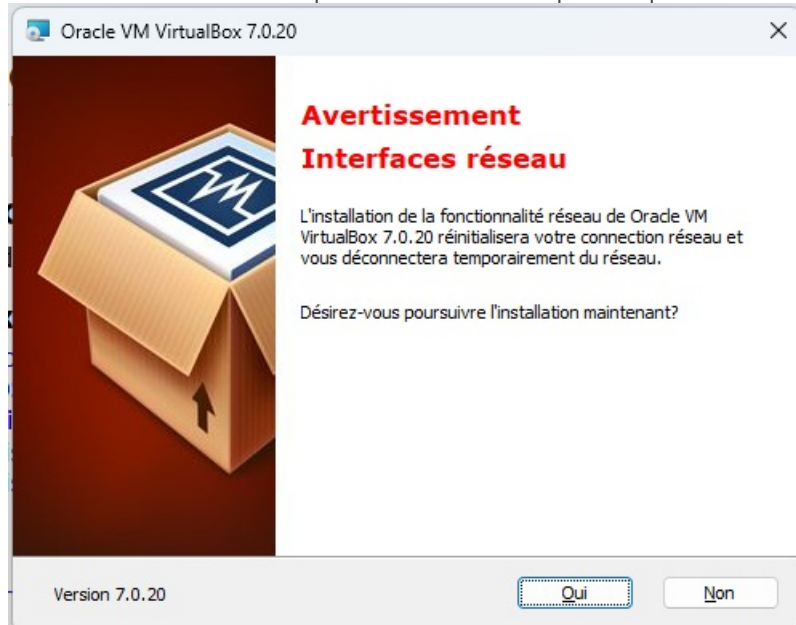 Oracle VM VirtualBox 7.0.20
Avertissement
Interfaces réseau
L'installation de la fonctionnalité réseau de Oracle VM
VirtualBox 7.0.20 réinitialisera votre connection réseau et
vous déconnectera temporairement du réseau.
Désirez-vous poursuivre l'installation maintenant?
Version 7.0.20
Oui
Non